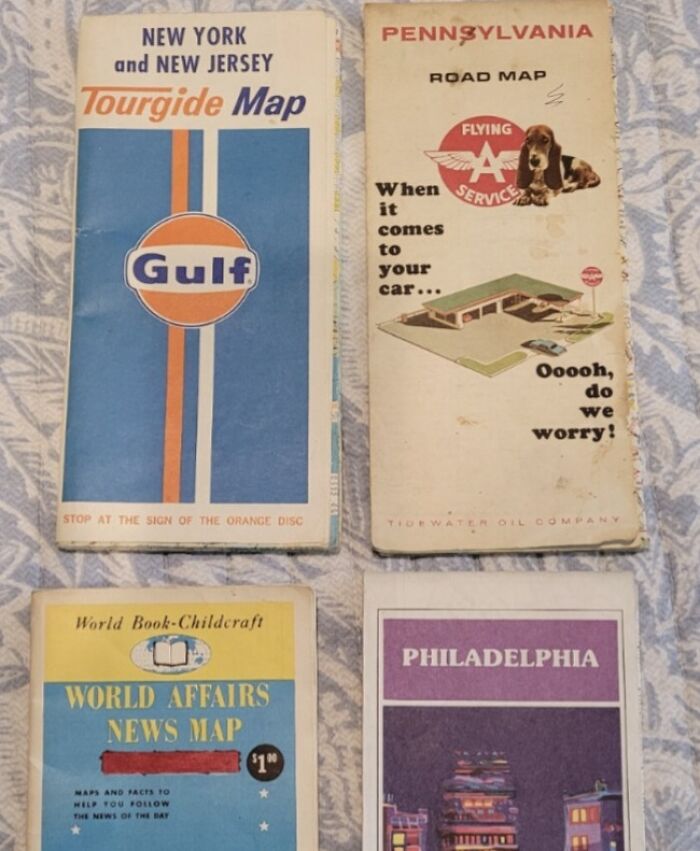 NEW YORK
and NEW JERSEY
Tourgide Map
Gulf
STOP AT THE SIGN OF THE ORANGE DISC
PENNSYLVANIA
ROAD MAP
FLYING
A
SERVICE
When
it
comes
to
your
car...
Ooooh,
do
we
worry!
TIDEWATER OIL COMPANY
World Book-Childcraft
WORLD AFFAIRS
NEWS MAP
$1.00
MAPS AND FACTS TO
HELP YOU FOLLOW
THE NEWS OF THE DAY
PHILADELPHIA